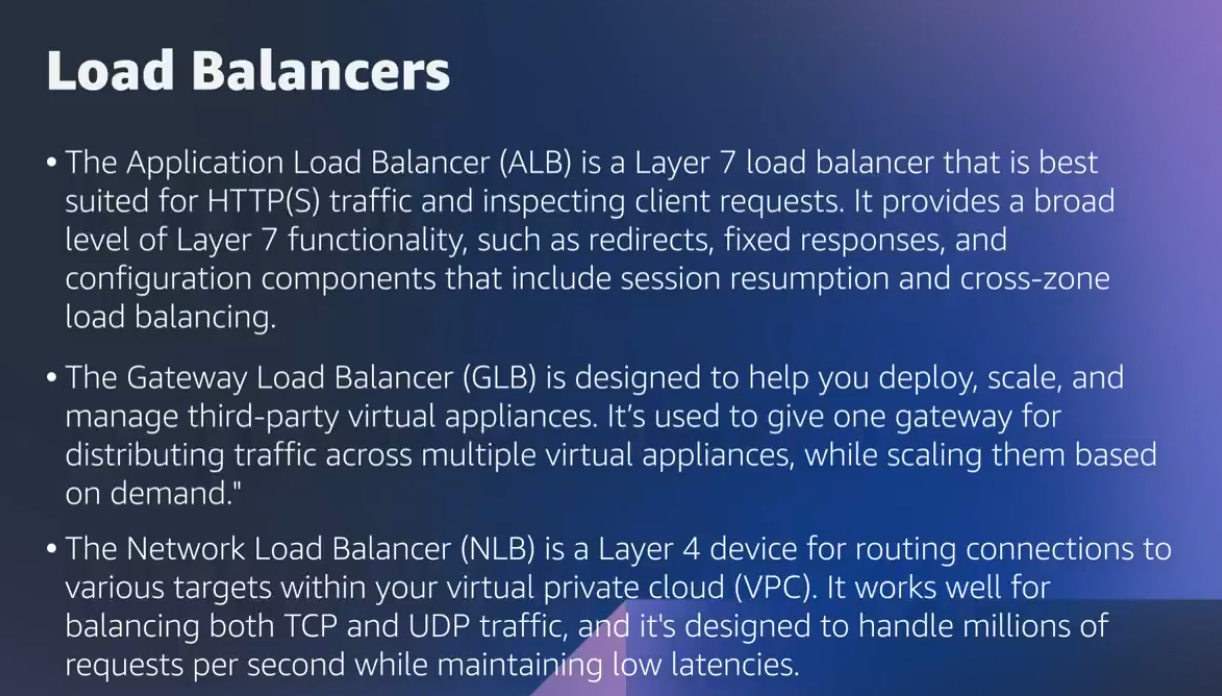 Load Balancers
• The Application Load Balancer (ALB) is a Layer 7 load balancer that is best
suited for HTTP(S) traffic and inspecting client requests. It provides a broad
level of Layer 7 functionality, such as redirects, fixed responses, and
configuration components that include session resumption and cross-zone
load balancing.
• The Gateway Load Balancer (GLB) is designed to help you deploy, scale, and
manage third-party virtual appliances. It’s used to give one gateway for
distributing traffic across multiple virtual appliances, while scaling them based
on demand."
• The Network Load Balancer (NLB) is a Layer 4 device for routing connections to
various targets within your virtual private cloud (VPC). It works well for
balancing both TCP and UDP traffic, and it's designed to handle millions of
requests per second while maintaining low latencies.